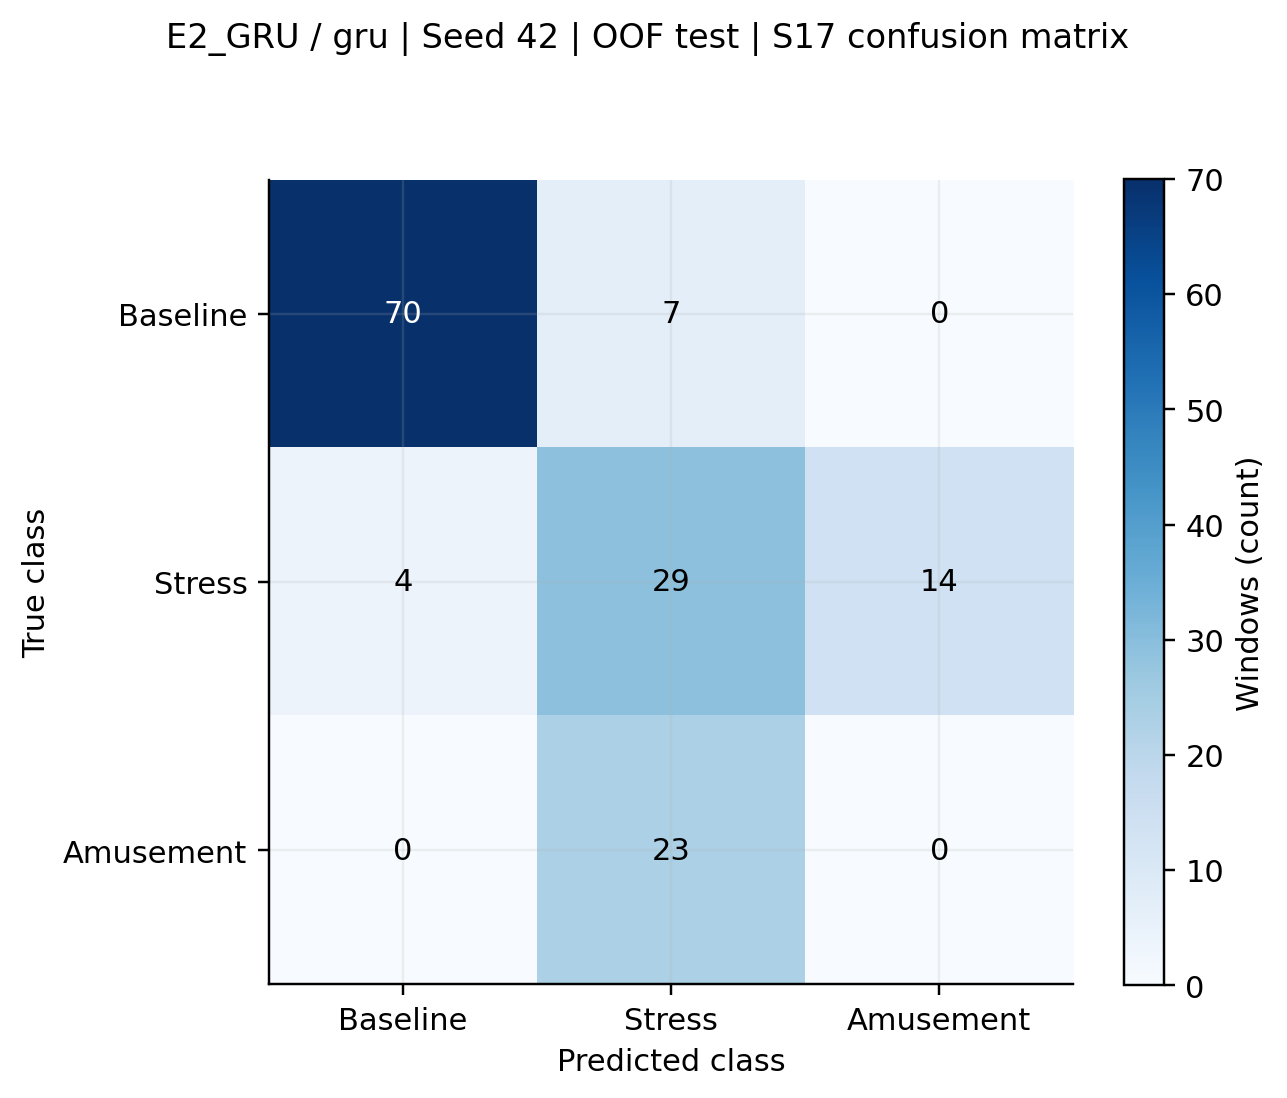 E2_GRU / gru | Seed 42 | OOF test | S17 confusion matrix
70
60
50
40
30
20
10
0
Windows (count)
True class
Baseline
70 7 0
Stress
4 29 14
Amusement
0 23 0
Baseline Stress Amusement
Predicted class